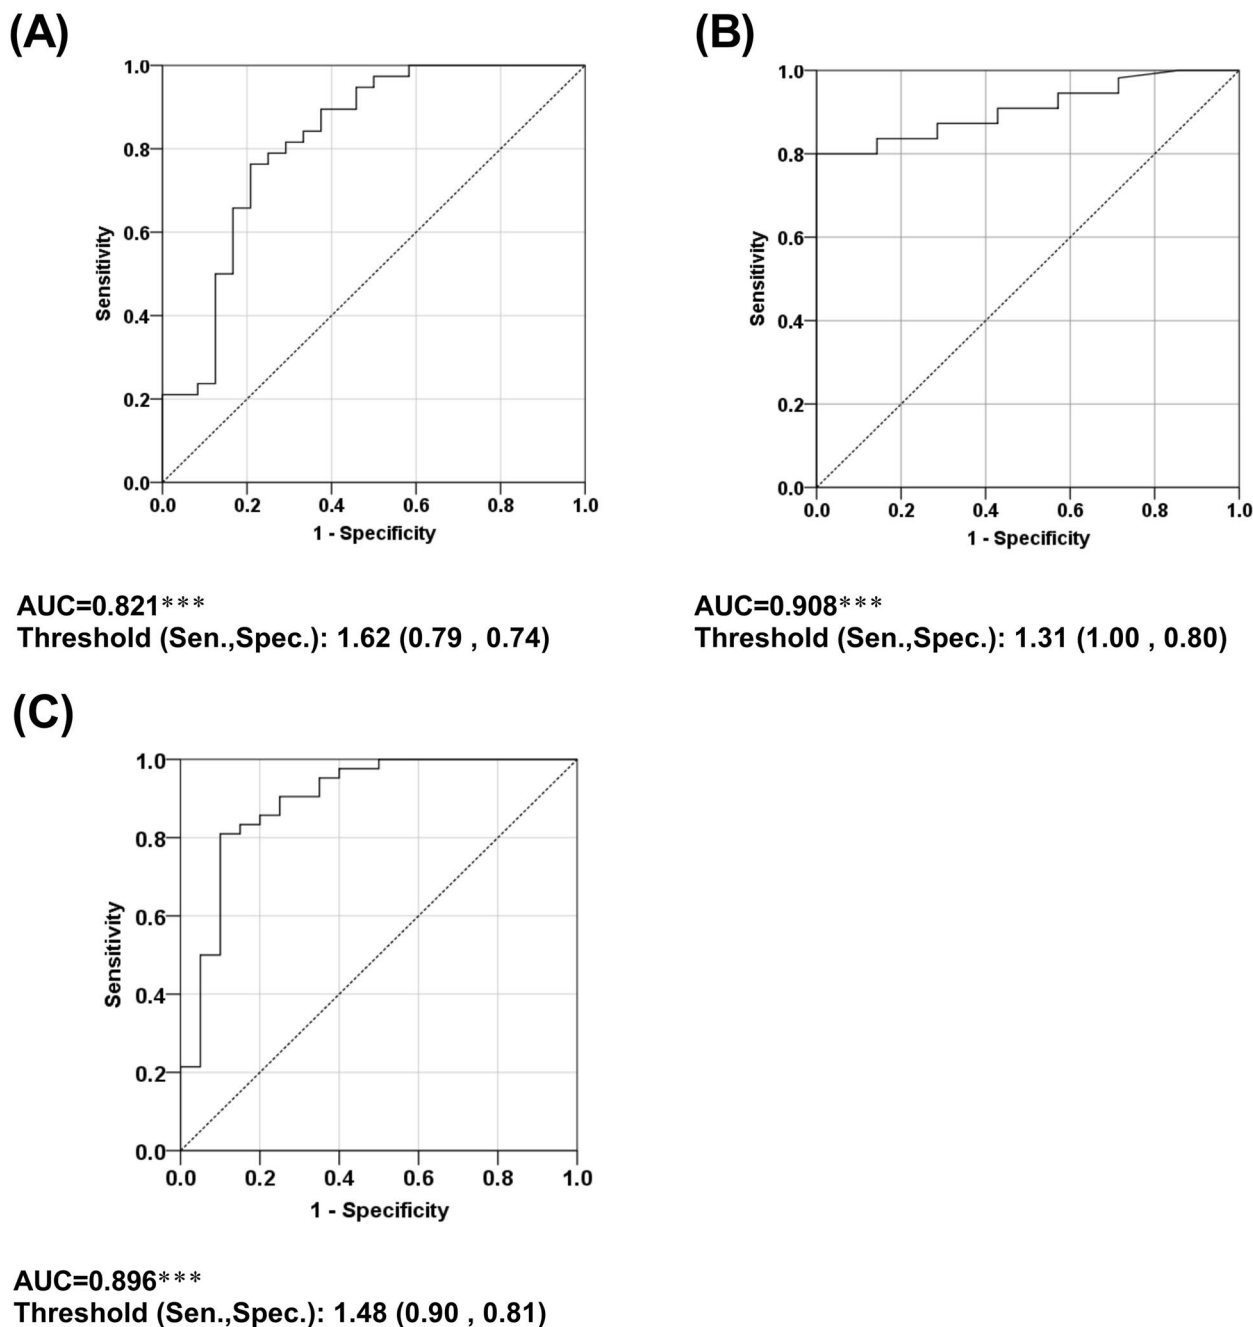 (A)
1.0
0.8
0.6
0.4
0.2
0.0
Sensitivity
0.0 0.2 0.4 0.6 0.8 1.0
1 - Specificity
AUC=0.821***
Threshold (Sen.,Spec.): 1.62 (0.79 , 0.74)
(B)
1.0
0.8
0.6
0.4
0.2
0.0
Sensitivity
0.0 0.2 0.4 0.6 0.8 1.0
1 - Specificity
AUC=0.908***
Threshold (Sen.,Spec.): 1.31 (1.00 , 0.80)
(C)
1.0
0.8
0.6
0.4
0.2
0.0
Sensitivity
0.0 0.2 0.4 0.6 0.8 1.0
1 - Specificity
AUC=0.896***
Threshold (Sen.,Spec.): 1.48 (0.90 , 0.81)